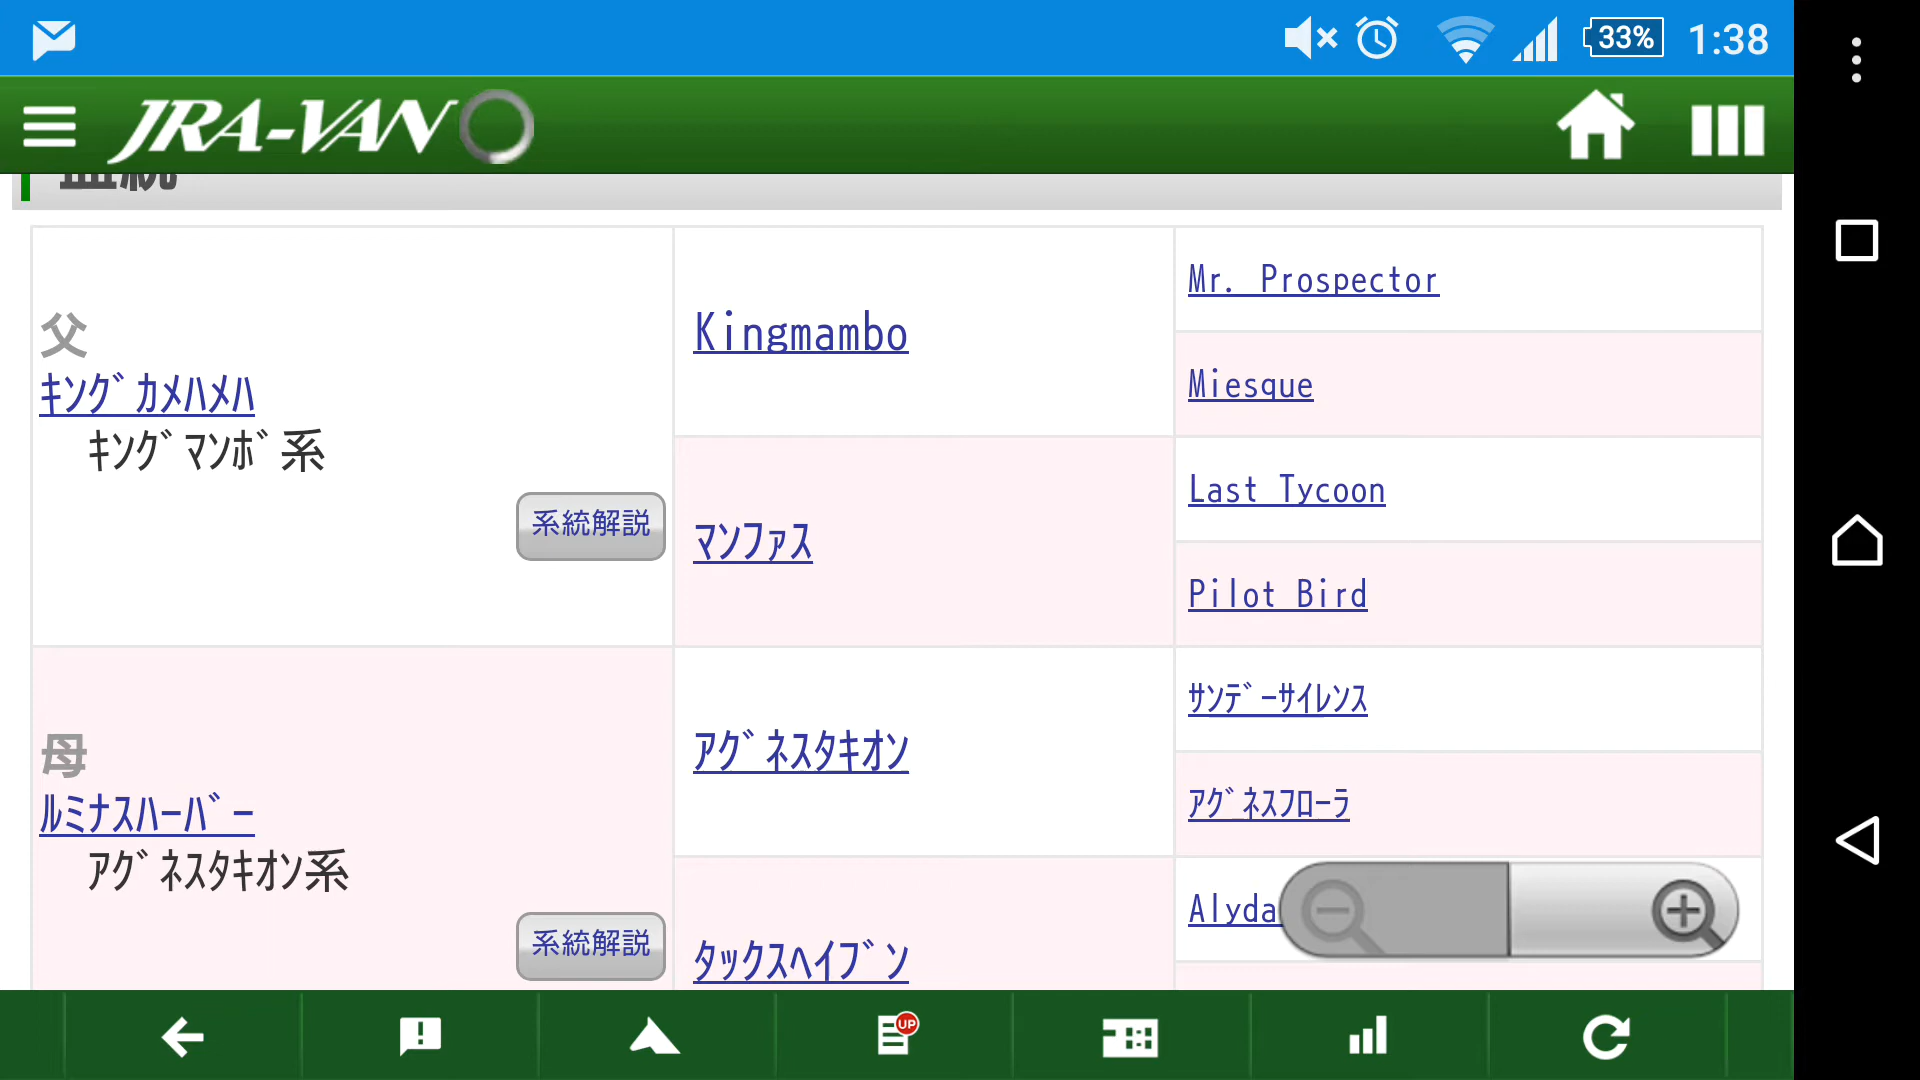 33%
1:38
JRA-VAN
血統
父
ｷﾝｸﾞｶﾒﾊﾒﾊ
ｷﾝｸﾞﾏﾝﾎﾞ系
系統解説
Kingmambo
ﾏﾝﾌｧｽ
Mr. Prospector
Miesque
Last Tycoon
Pilot Bird
母
ﾙﾐﾅｽﾊｰﾊﾞｰ
ｱｸﾞﾈｽﾀｷｵﾝ系
系統解説
ｱｸﾞﾈｽﾀｷｵﾝ
ﾀｯｸｽﾍｲﾌﾞﾝ
ｻﾝﾃﾞｰｻｲﾚﾝｽ
ｱｸﾞﾈｽﾌﾛｰﾗ
Alyda
UP